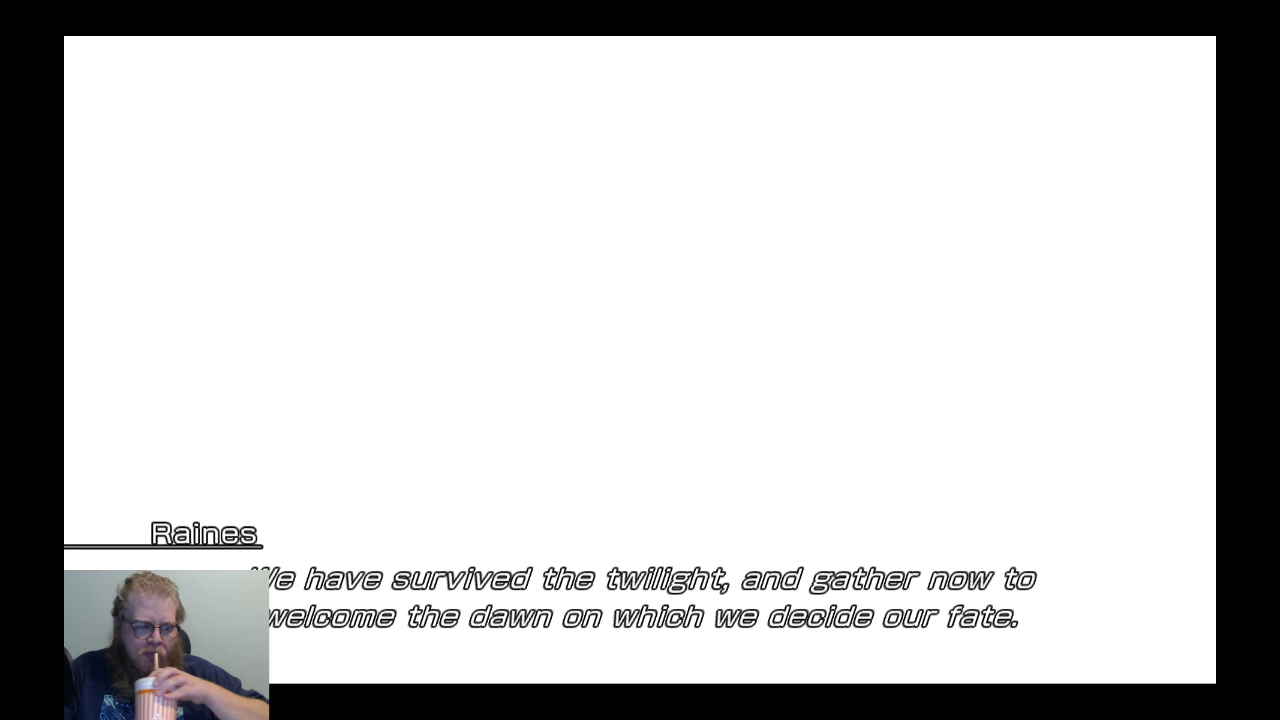 Raines
We have survived the twilight, and gather now to
welcome the dawn on which we decide our fate.